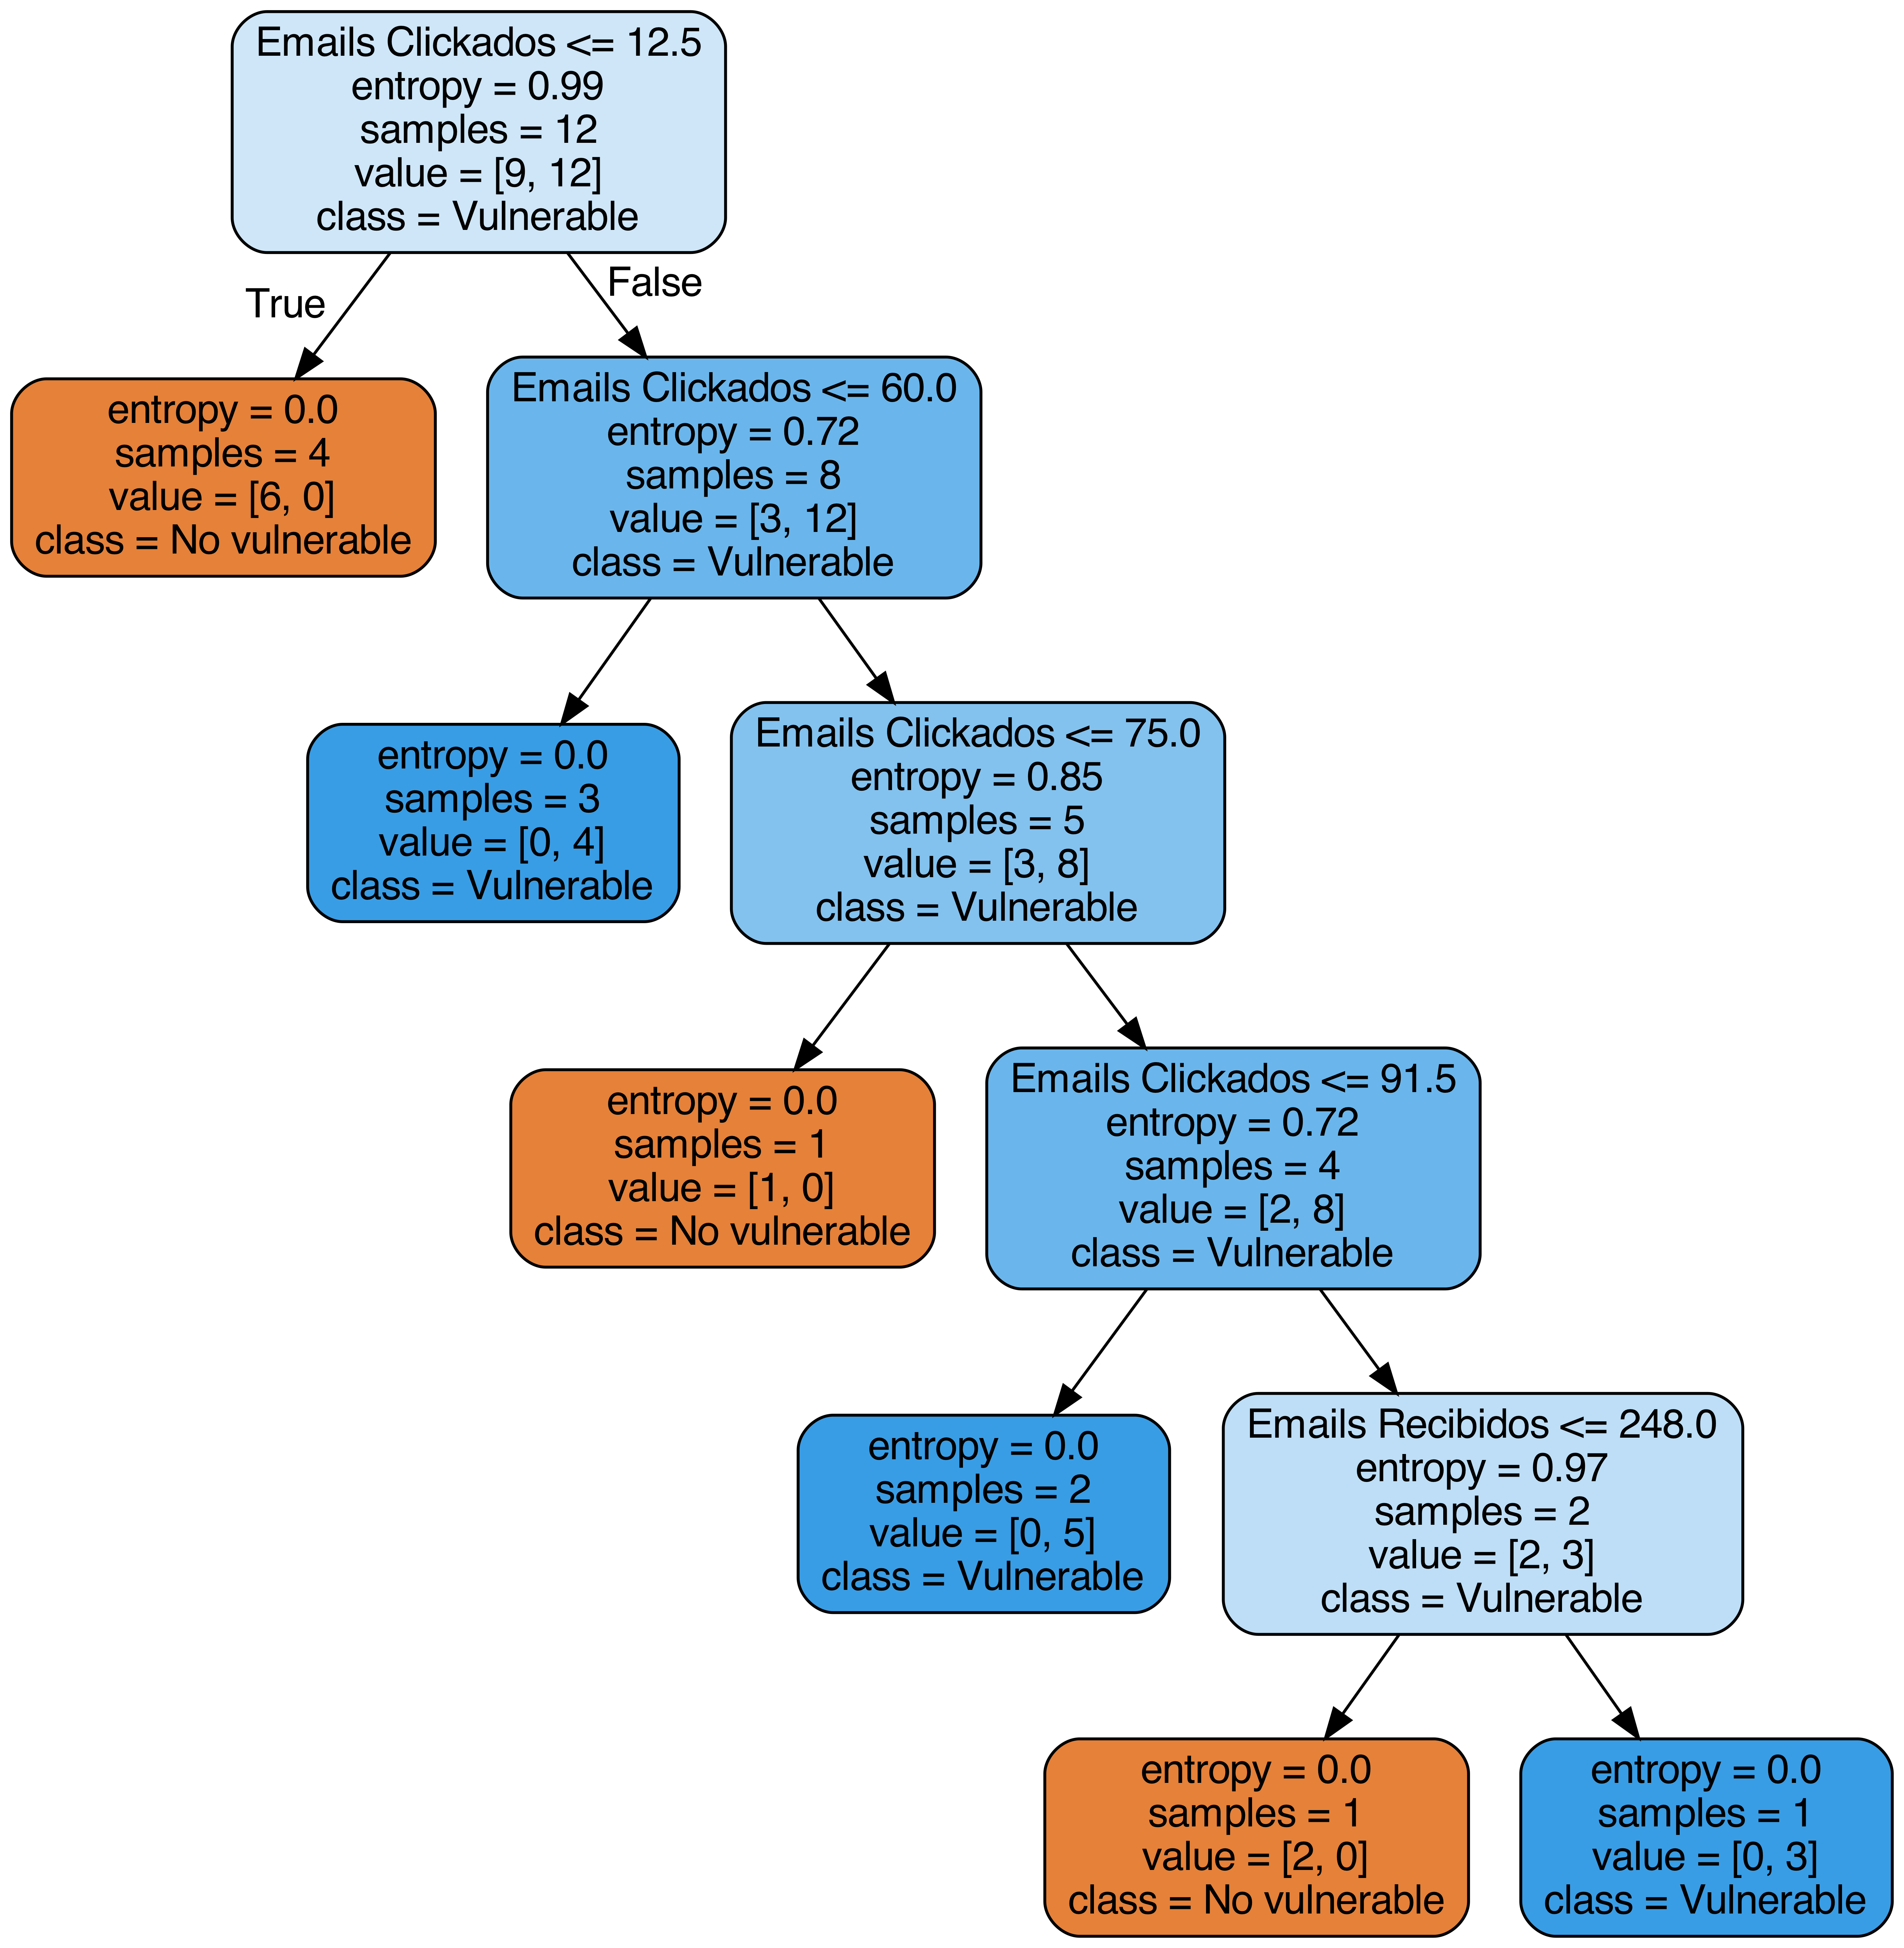 Emails Clickados <= 12.5
entropy = 0.99
samples = 12
value = [9, 12]
class = Vulnerable
True
False
entropy = 0.0
samples = 4
value = [6, 0]
class = No vulnerable
Emails Clickados <= 60.0
entropy = 0.72
samples = 8
value = [3, 12]
class = Vulnerable
entropy = 0.0
samples = 3
value = [0, 4]
class = Vulnerable
Emails Clickados <= 75.0
entropy = 0.85
samples = 5
value = [3, 8]
class = Vulnerable
entropy = 0.0
samples = 1
value = [1, 0]
class = No vulnerable
Emails Clickados <= 91.5
entropy = 0.72
samples = 4
value = [2, 8]
class = Vulnerable
entropy = 0.0
samples = 2
value = [0, 5]
class = Vulnerable
Emails Recibidos <= 248.0
entropy = 0.97
samples = 2
value = [2, 3]
class = Vulnerable
entropy = 0.0
samples = 1
value = [2, 0]
class = No vulnerable
entropy = 0.0
samples = 1
value = [0, 3]
class = Vulnerable